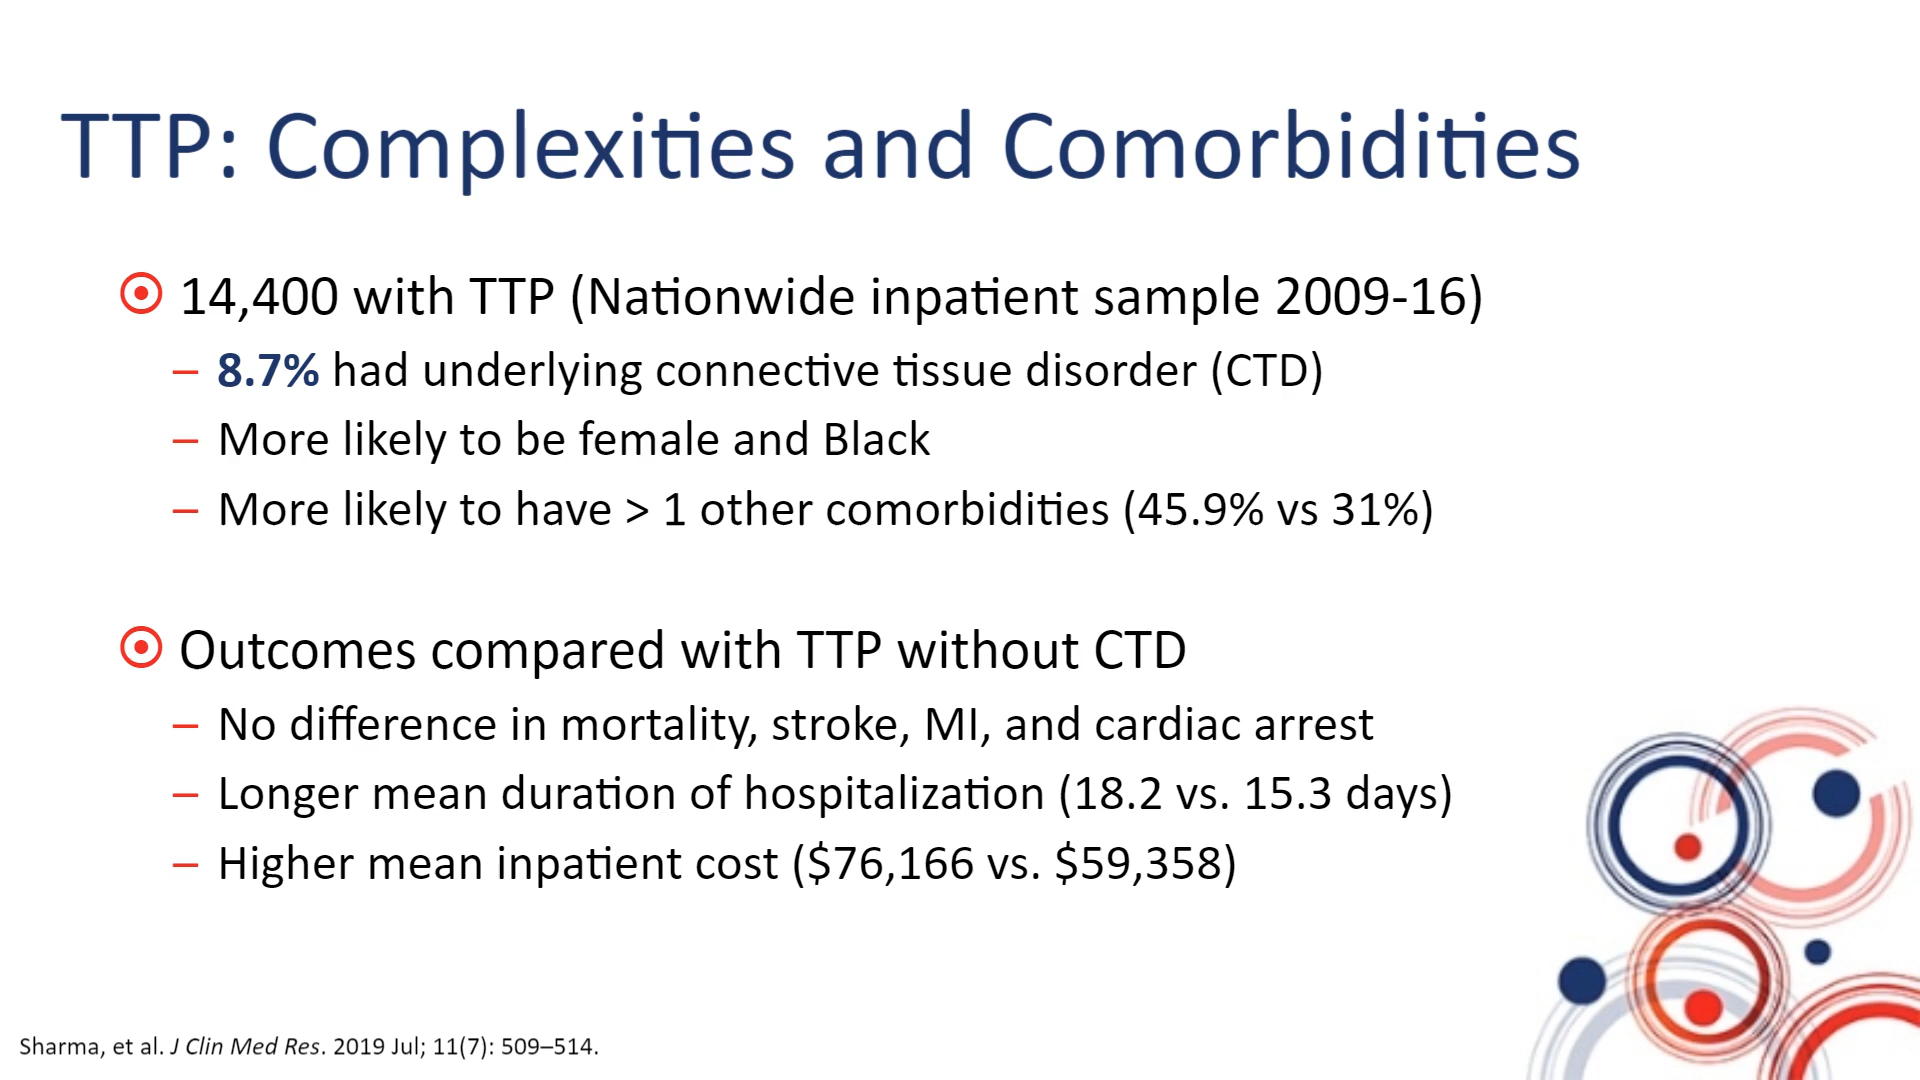 TTP: Complexities and Comorbidities
14,400 with TTP (Nationwide inpatient sample 2009-16)
– 8.7% had underlying connective tissue disorder (CTD)
– More likely to be female and Black
– More likely to have > 1 other comorbidities (45.9% vs 31%)
Outcomes compared with TTP without CTD
– No difference in mortality, stroke, MI, and cardiac arrest
– Longer mean duration of hospitalization (18.2 vs. 15.3 days)
– Higher mean inpatient cost ($76,166 vs. $59,358)
Sharma, et al. J Clin Med Res. 2019 Jul; 11(7): 509–514.